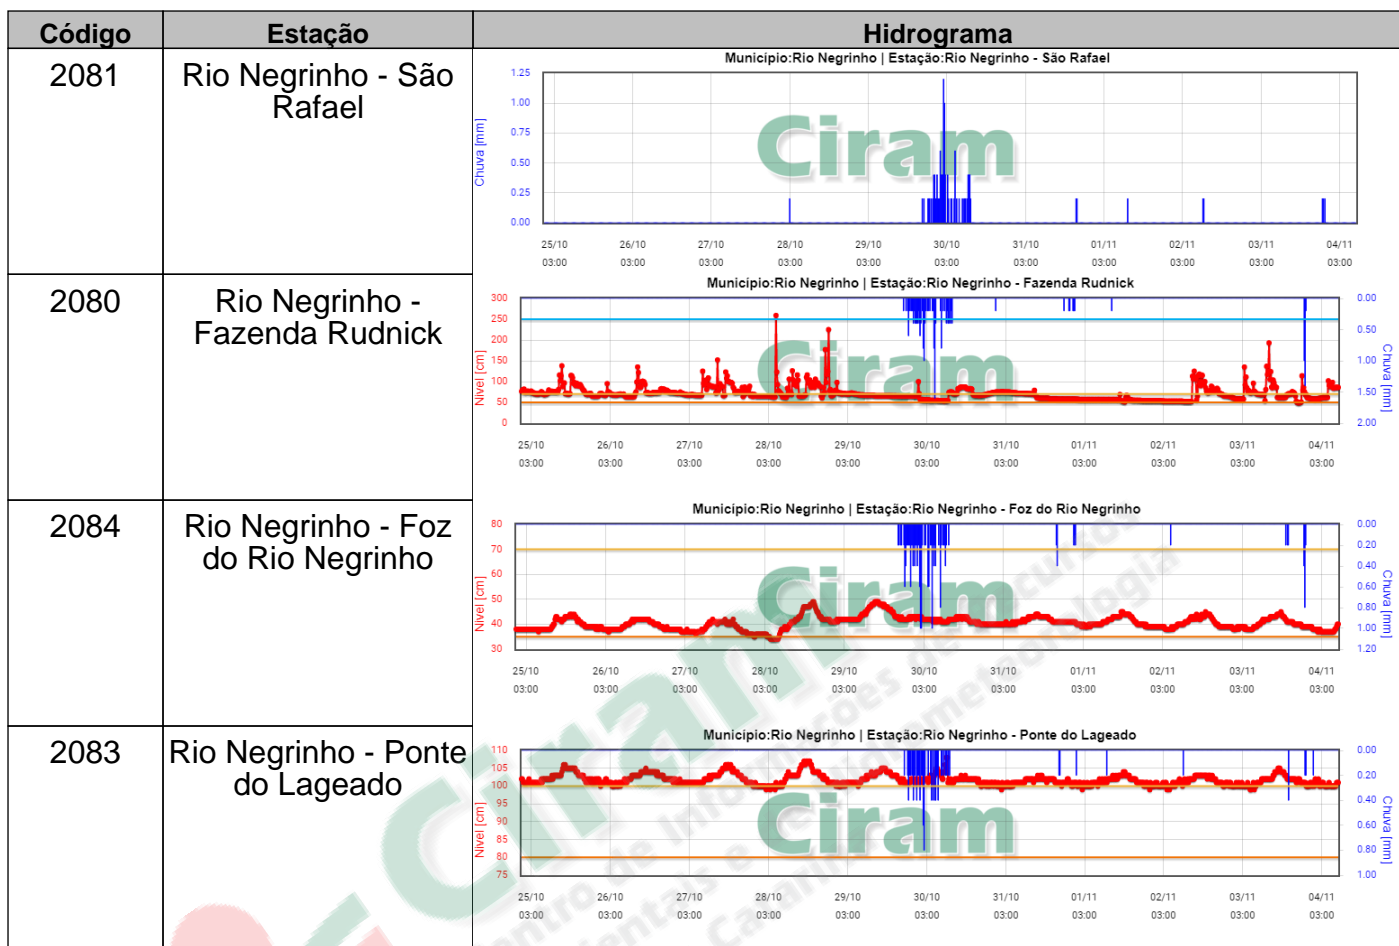 Código Estação Hidrograma
2081 Rio Negrinho - São Rafael
Município:Rio Negrinho | Estação:Rio Negrinho - São Rafael
Chuva [mm]
1.25
1.00
0.75
0.50
0.25
0.00
25/10 26/10 27/10 28/10 29/10 30/10 31/10 01/11 02/11 03/11 04/11
03:00 03:00 03:00 03:00 03:00 03:00 03:00 03:00 03:00 03:00 03:00
Ciram
2080 Rio Negrinho - Fazenda Rudnick
Município:Rio Negrinho | Estação:Rio Negrinho - Fazenda Rudnick
Nível [cm]
300
250
200
150
100
50
0
0.00
0.50
1.00
1.50
2.00
Chuva [mm]
25/10 26/10 27/10 28/10 29/10 30/10 31/10 01/11 02/11 03/11 04/11
03:00 03:00 03:00 03:00 03:00 03:00 03:00 03:00 03:00 03:00 03:00
Ciram
2084 Rio Negrinho - Foz do Rio Negrinho
Município:Rio Negrinho | Estação:Rio Negrinho - Foz do Rio Negrinho
Nível [cm]
80
70
60
50
40
30
0.00
0.20
0.40
0.60
0.80
1.00
1.20
Chuva [mm]
25/10 26/10 27/10 28/10 29/10 30/10 31/10 01/11 02/11 03/11 04/11
03:00 03:00 03:00 03:00 03:00 03:00 03:00 03:00 03:00 03:00 03:00
Ciram
2083 Rio Negrinho - Ponte do Lageado
Município:Rio Negrinho | Estação:Rio Negrinho - Ponte do Lageado
Nível [cm]
110
105
100
95
90
85
80
75
0.00
0.20
0.40
0.60
0.80
1.00
Chuva [mm]
25/10 26/10 27/10 28/10 29/10 30/10 31/10 01/11 02/11 03/11 04/11
03:00 03:00 03:00 03:00 03:00 03:00 03:00 03:00 03:00 03:00 03:00
Ciram
Ciram